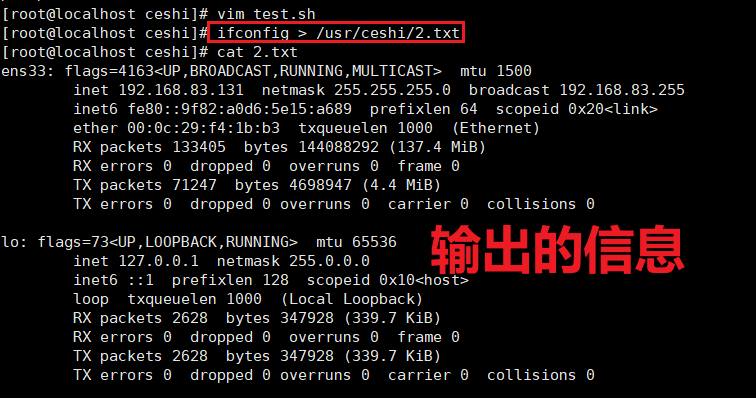 [root@localhost ceshi]# vim test.sh
[root@localhost ceshi]# ifconfig > /usr/ceshi/2.txt
[root@localhost ceshi]# cat 2.txt
ens33: flags=4163<UP,BROADCAST,RUNNING,MULTICAST>  mtu 1500
        inet 192.168.83.131  netmask 255.255.255.0  broadcast 192.168.83.255
        inet6 fe80::9f82:a0d6:5e15:a689  prefixlen 64  scopeid 0x20<link>
        ether 00:0c:29:f4:1b:b3  txqueuelen 1000  (Ethernet)
        RX packets 133405  bytes 144088292 (137.4 MiB)
        RX errors 0  dropped 0  overruns 0  frame 0
        TX packets 71247  bytes 4698947 (4.4 MiB)
        TX errors 0  dropped 0 overruns 0  carrier 0  collisions 0
lo: flags=73<UP,LOOPBACK,RUNNING>  mtu 65536
        inet 127.0.0.1  netmask 255.0.0.0
        inet6 ::1  prefixlen 128  scopeid 0x10<host>
        loop  txqueuelen 1000  (Local Loopback)
        RX packets 2628  bytes 347928 (339.7 KiB)
        RX errors 0  dropped 0  overruns 0  frame 0
        TX packets 2628  bytes 347928 (339.7 KiB)
        TX errors 0  dropped 0 overruns 0  carrier 0  collisions 0
输出的信息